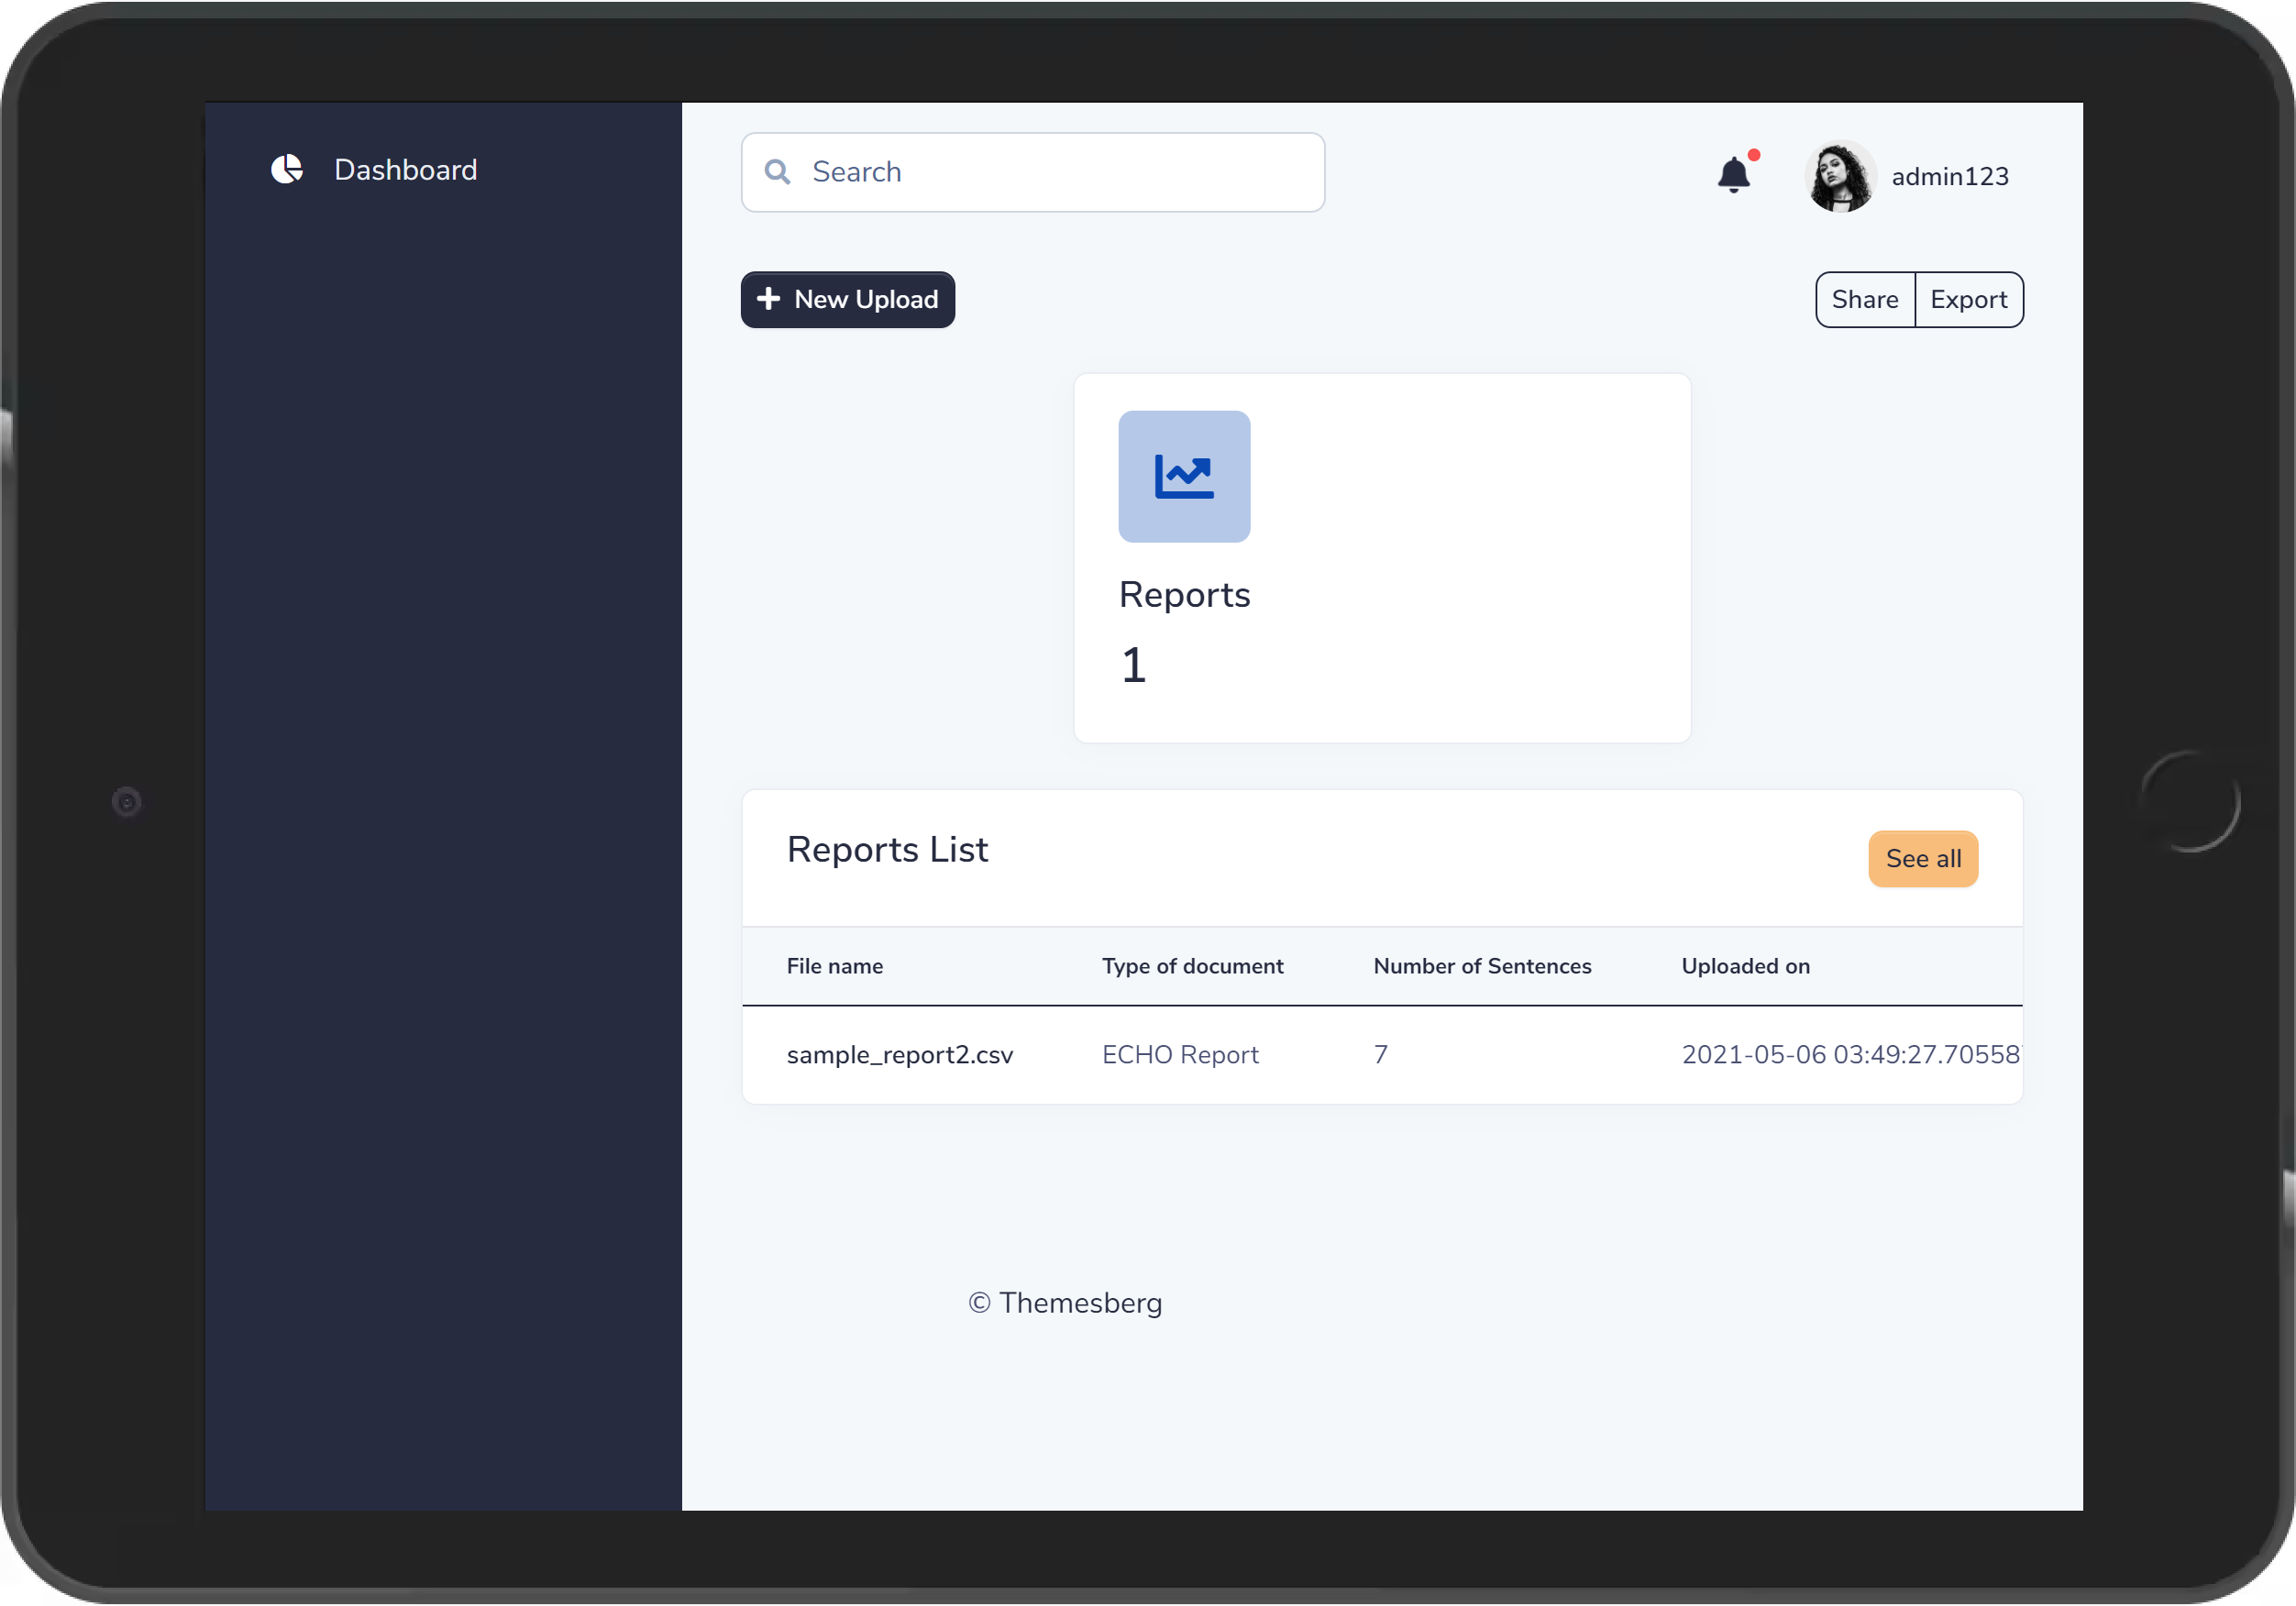 Dashboard
Search
admin123
New Upload
Share Export
Reports
1
Reports List
See all
File name Type of document Number of Sentences Uploaded on
sample_report2.csv ECHO Report 7 2021-05-06 03:49:27.70558
© Themesberg